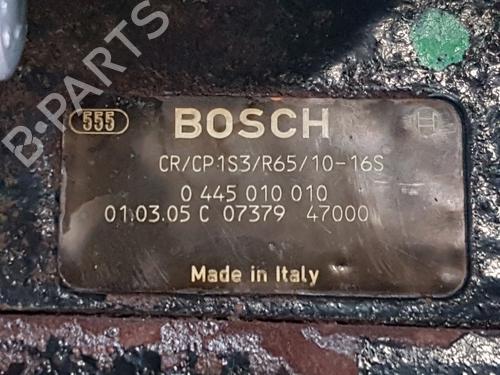 555 BOSCH
CR/CP1S3/R65/10-16S
0 445 010 010
01.03.05 C 07379 47000
Made in Italy
B-PARTS